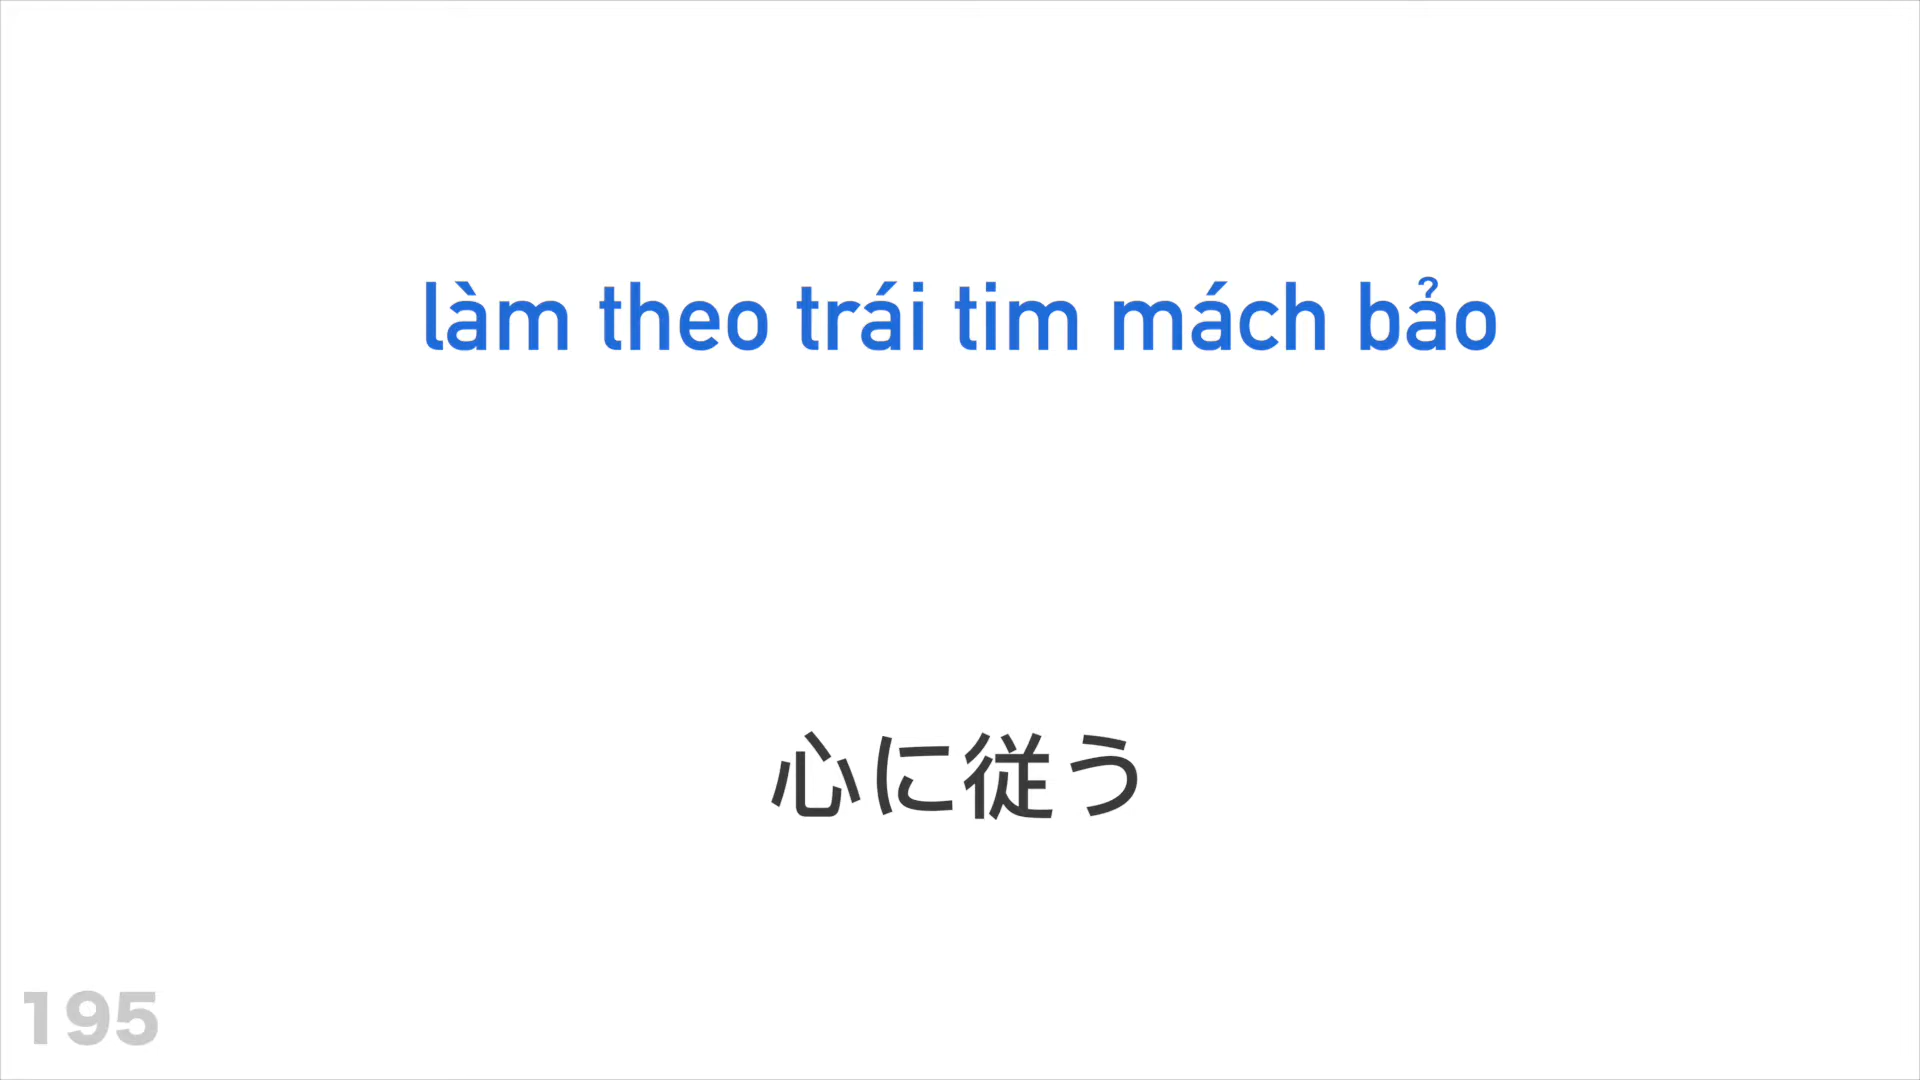 làm theo trái tim mách bảo
心に従う
195